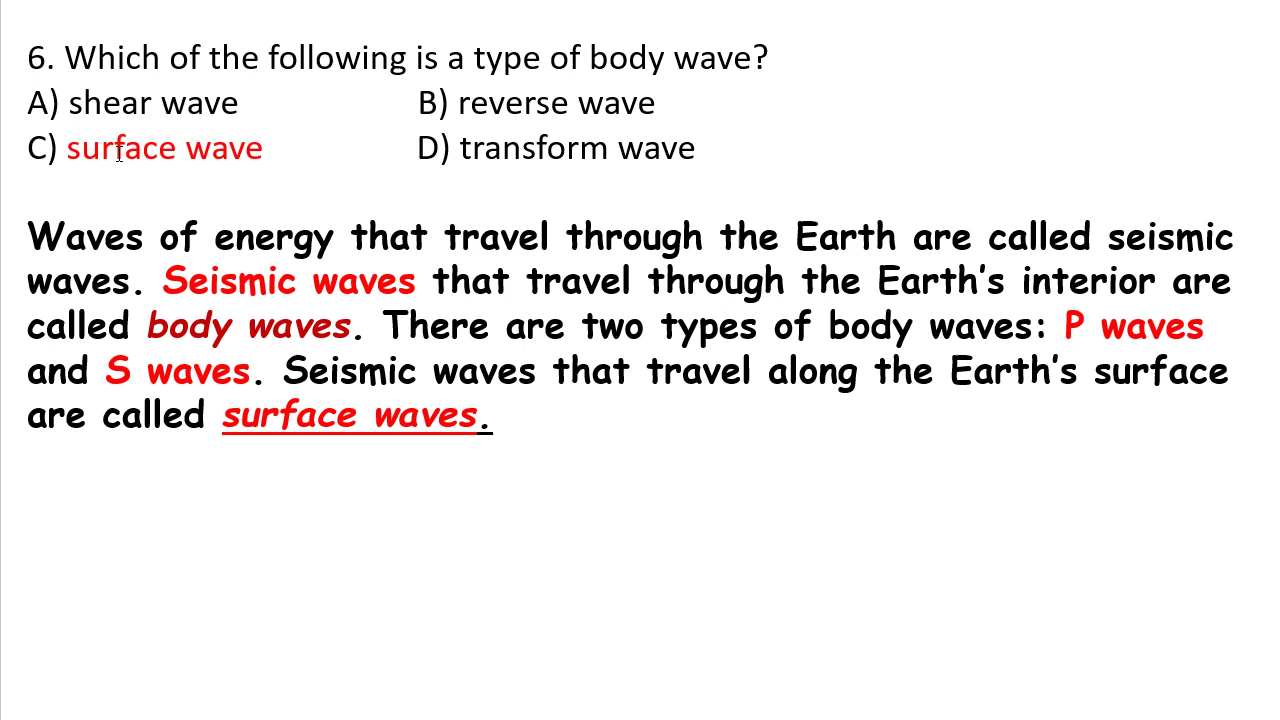 6. Which of the following is a type of body wave?
A) shear wave B) reverse wave
C) surface wave D) transform wave
Waves of energy that travel through the Earth are called seismic
waves. Seismic waves that travel through the Earth's interior are
called body waves. There are two types of body waves: P waves
and S waves. Seismic waves that travel along the Earth's surface
are called surface waves.